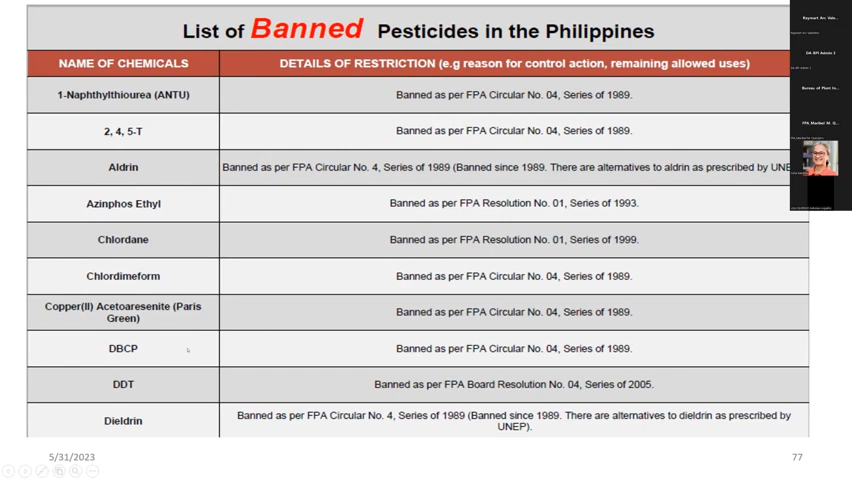 List of Banned Pesticides in the Philippines
NAME OF CHEMICALS
DETAILS OF RESTRICTION (e.g reason for control action, remaining allowed uses)
1-Naphthylthiourea (ANTU)
Banned as per FPA Circular No. 04, Series of 1989.
2, 4, 5-T
Banned as per FPA Circular No. 04, Series of 1989.
Aldrin
Banned as per FPA Circular No. 4, Series of 1989 (Banned since 1989. There are alternatives to aldrin as prescribed by UNE
Azinphos Ethyl
Banned as per FPA Resolution No. 01, Series of 1993.
Chlordane
Banned as per FPA Resolution No. 01, Series of 1999.
Chlordimeform
Banned as per FPA Circular No. 04, Series of 1989.
Copper(II) Acetoarsenite (Paris
Green)
Banned as per FPA Circular No. 04, Series of 1989.
DBCP
Banned as per FPA Circular No. 04, Series of 1989.
DDT
Banned as per FPA Board Resolution No. 04, Series of 2005.
Dieldrin
Banned as per FPA Circular No. 4, Series of 1989 (Banned since 1989. There are alternatives to dieldrin as prescribed by
UNEP).
5/31/2023
77
Raymart Arc Vale...
DA BPI Admin 2
Bureau of Plant In...
FPA_Maribel M. Q...